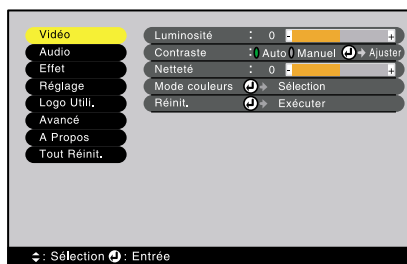 Vidéo
Audio
Effet
Réglage
Logo Utili.
Avancé
A Propos
Tout Réinit.
Luminosité : 0 - +
Contraste : Auto Manuel Ajuster
Netteté : 0 - +
Mode couleurs Sélection
Réinit. Exécuter
: Sélection : Entrée